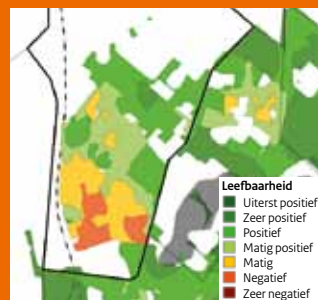 Leefbaarheid
Uiterst positief
Zeer positief
Positief
Matig positief
Matig
Negatief
Zeer negatief